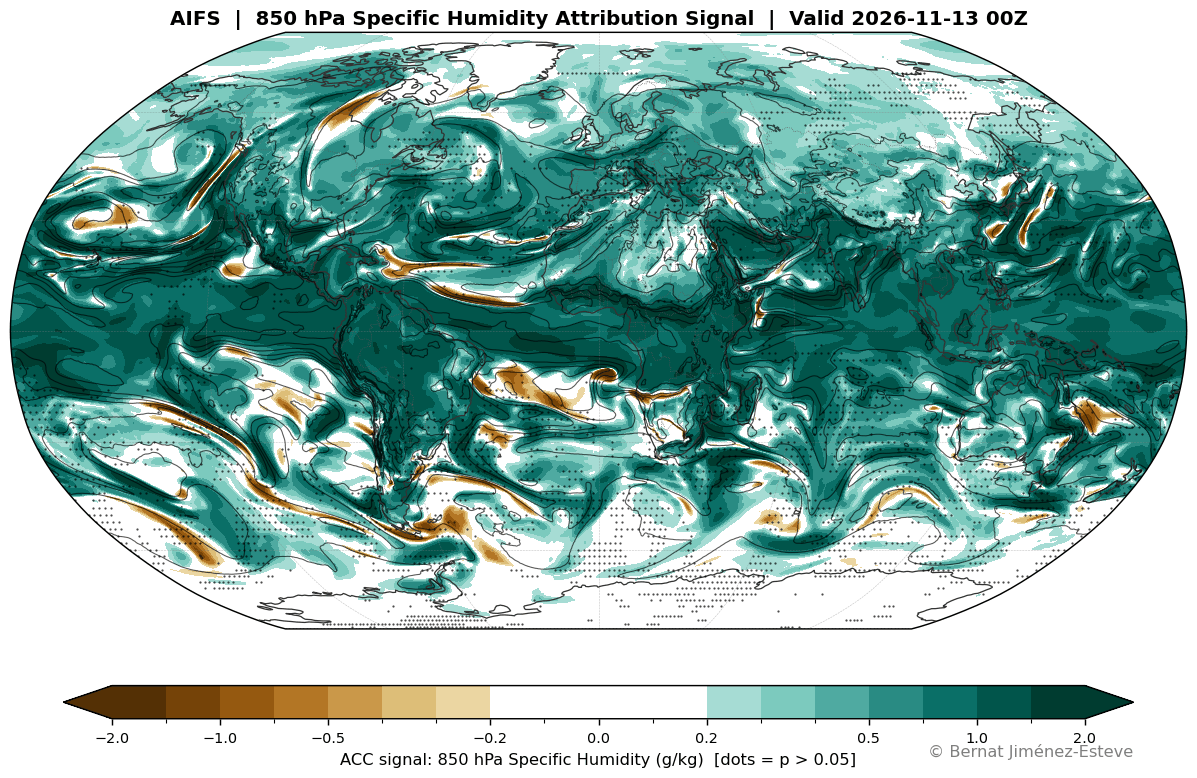 AIFS | 850 hPa Specific Humidity Attribution Signal | Valid 2026-11-13 00Z
−2.0 −1.0 −0.5 −0.2 0.0 0.2 0.5 1.0 2.0
ACC signal: 850 hPa Specific Humidity (g/kg) [dots = p > 0.05]
© Bernat Jiménez-Esteve